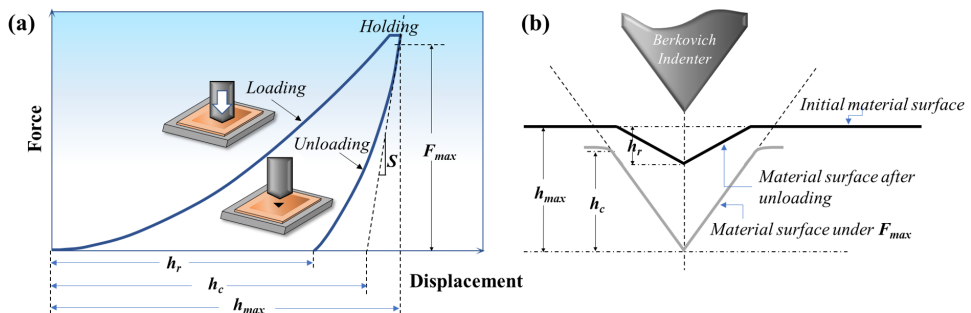 (a)
Holding
Loading
Unloading
Force
F_max
S
h_r
h_c
Displacement
h_max
(b)
Berkovich
Indenter
Initial material surface
h_r
h_max
h_c
Material surface after
unloading
Material surface under F_max